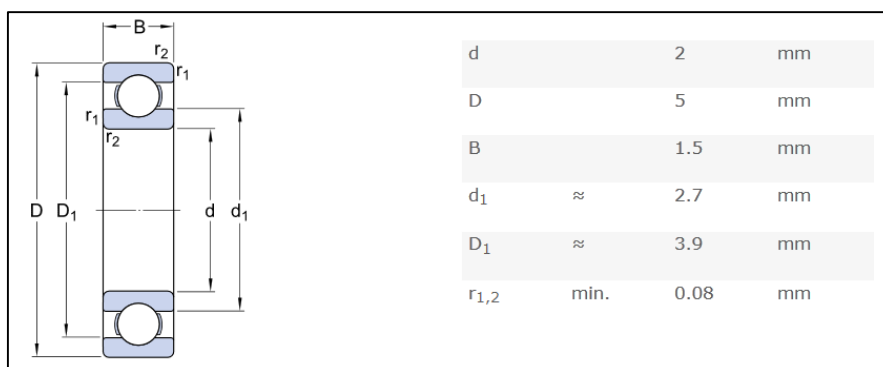 B
r2
r1
r1
r2
D D1 d d1
d 2 mm
D 5 mm
B 1.5 mm
d1 ≈ 2.7 mm
D1 ≈ 3.9 mm
r1,2 min. 0.08 mm